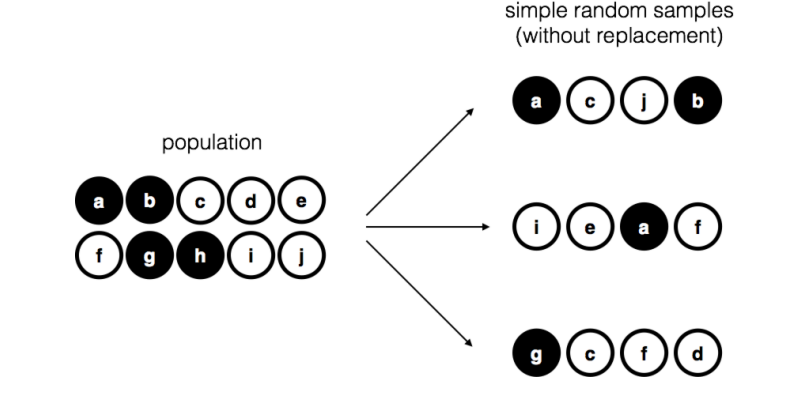 simple random samples
(without replacement)
a c j b
population
a b c d e
i e a f
f g h i j
g c f d